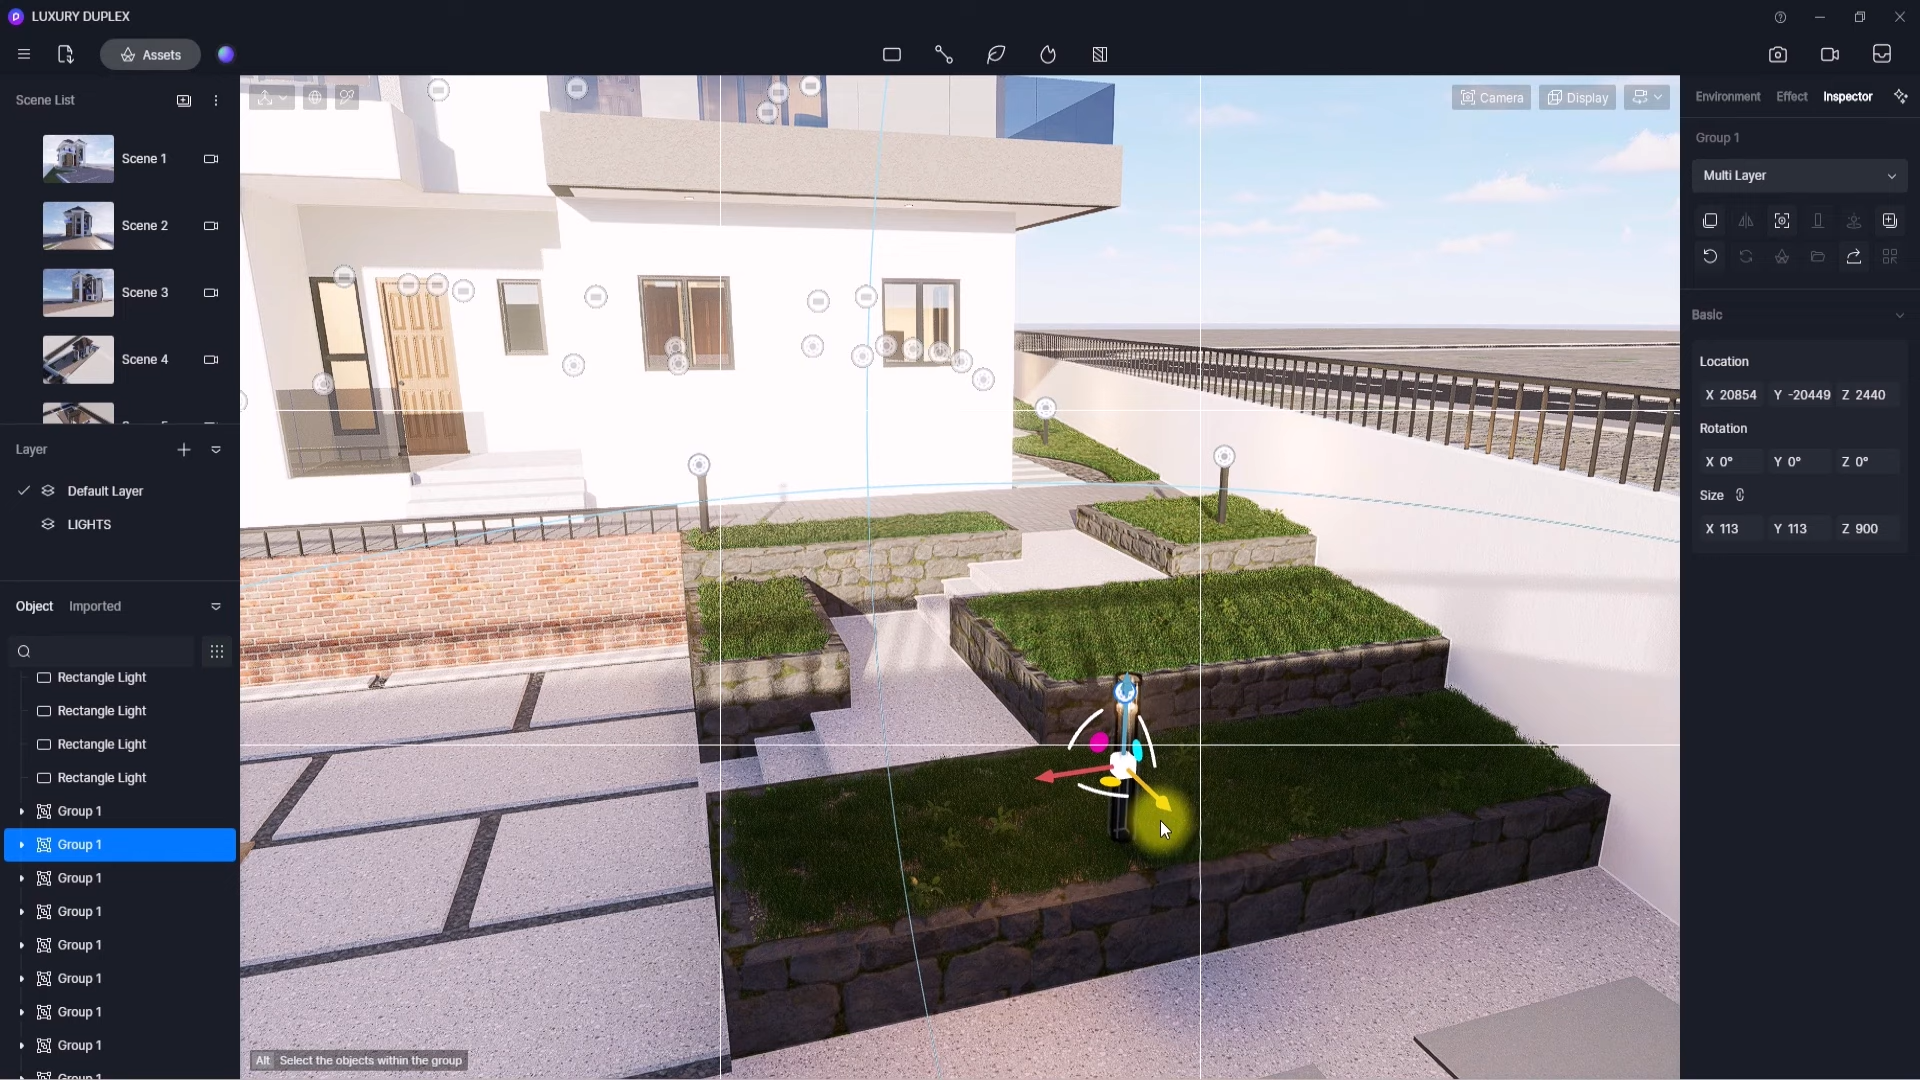 LUXURY DUPLEX
Assets
Scene List
Scene 1
Scene 2
Scene 3
Scene 4
Layer
Default Layer
LIGHTS
Object Imported
Rectangle Light
Rectangle Light
Rectangle Light
Rectangle Light
Group 1
Group 1
Group 1
Group 1
Group 1
Group 1
Group 1
Group 1
Group 1
Alt Select the objects within the group
Camera Display
Environment Effect Inspector
Group 1
Multi Layer
Basic
Location
X 20854 Y -20449 Z 2440
Rotation
X 0° Y 0° Z 0°
Size
X 113 Y 113 Z 900